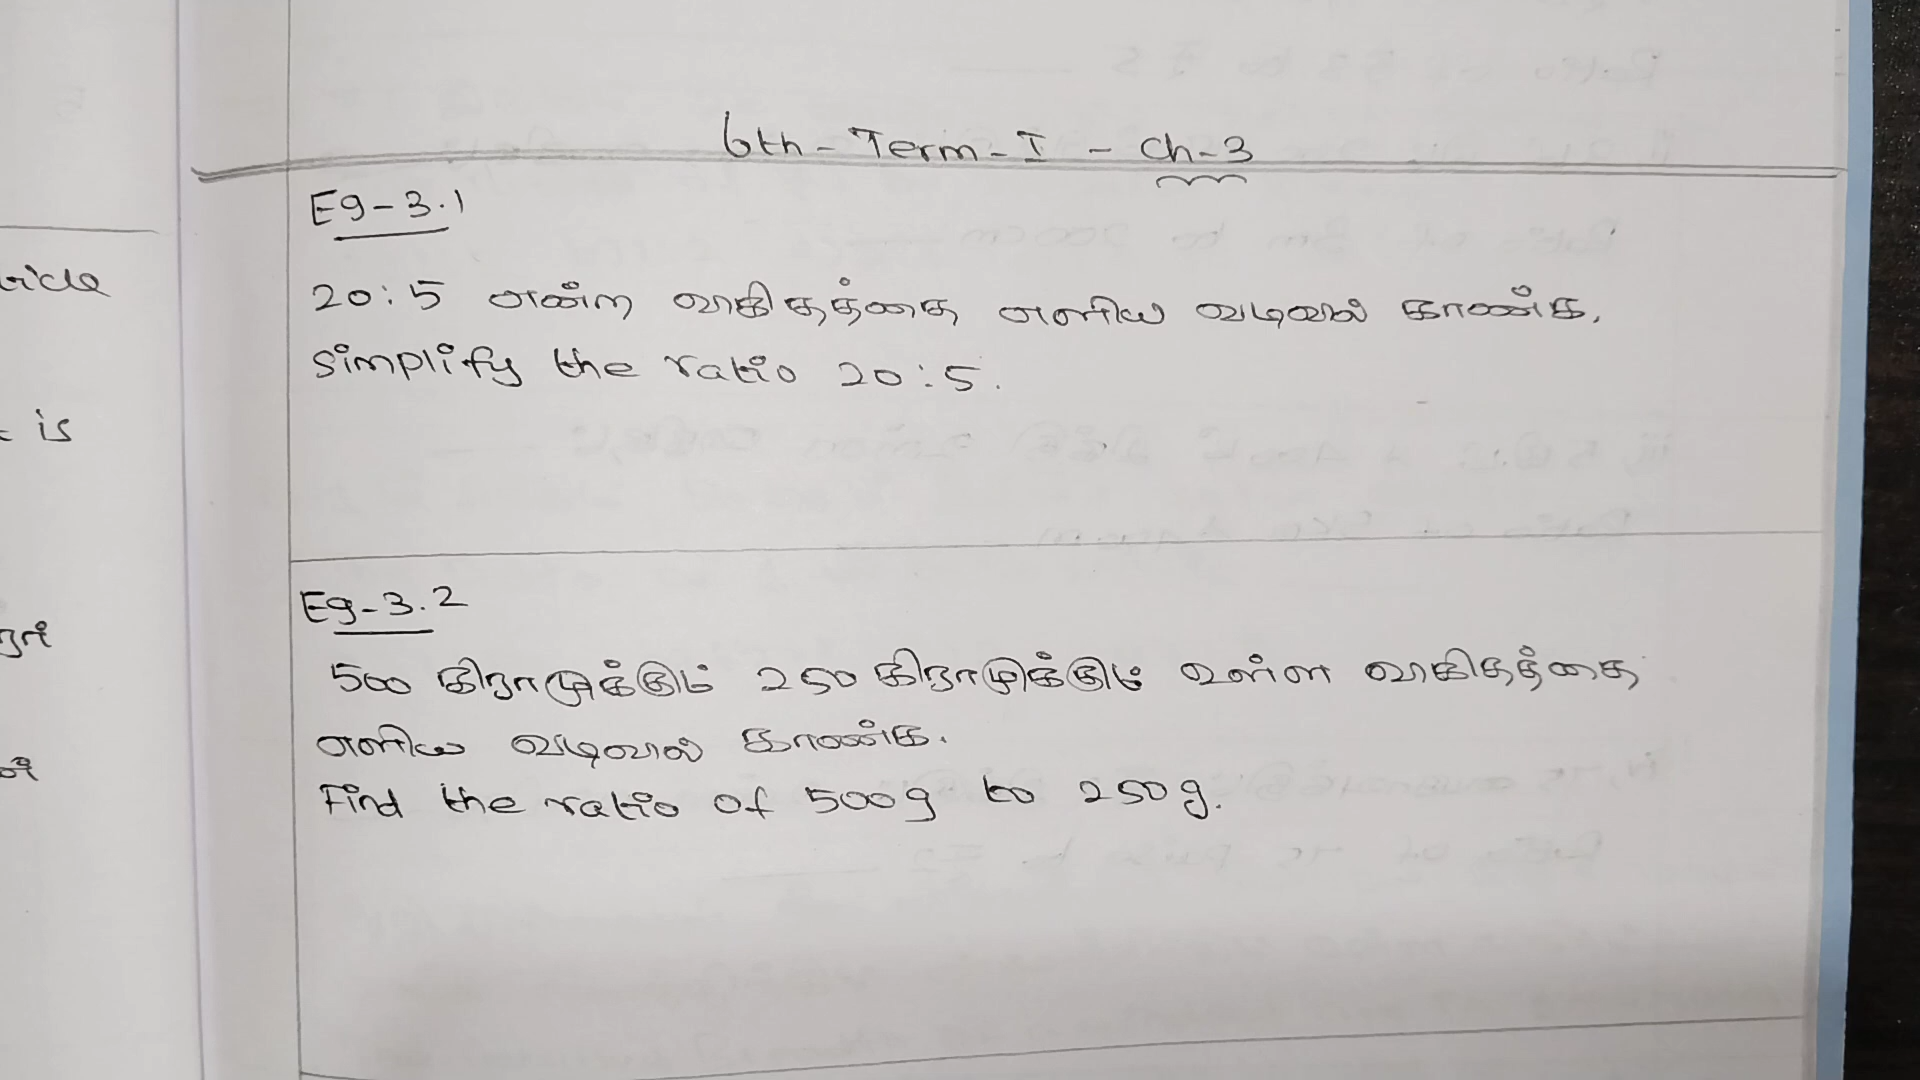 6th - Term - I - Ch-3
Eg-3.1
20:5 என்ற விகிதத்தை எளிய வடிவில் காண்க.
Simplify the ratio 20:5.
Eg-3.2
500 கிராமுக்கும் 250 கிராமுக்கும் உள்ள விகிதத்தை
எளிய வடிவில் காண்க.
Find the ratio of 500g to 250g.
is